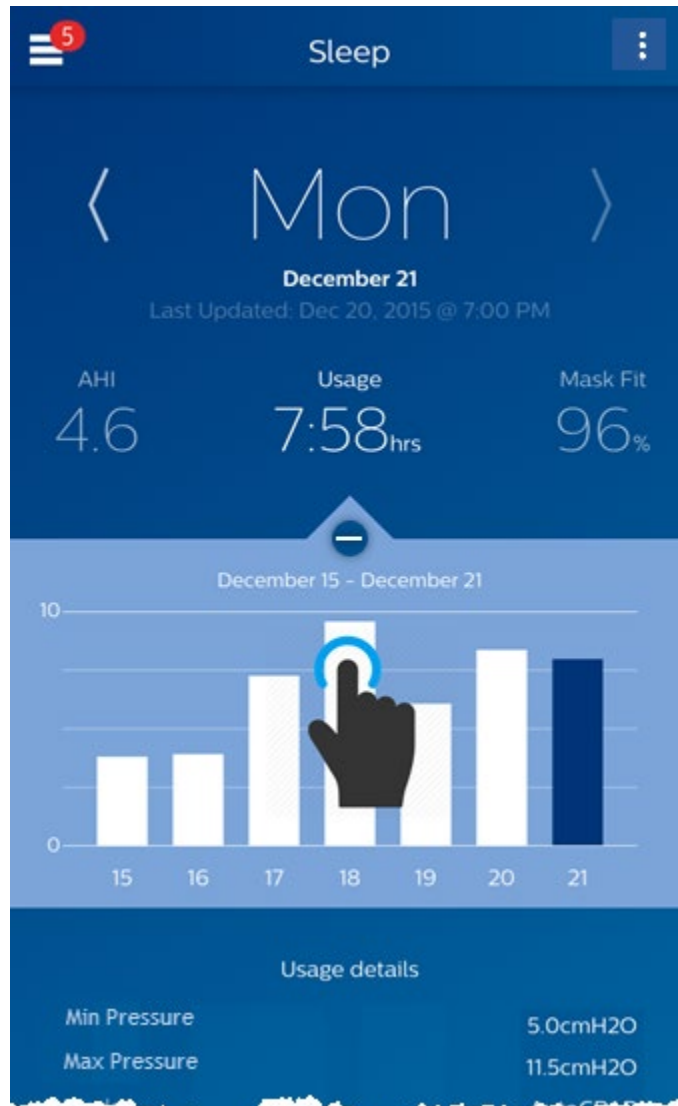 5
Sleep
Mon
December 21
Last Updated: Dec 20, 2015 @ 7:00 PM
AHI Usage Mask Fit
4.6 7:58hrs 96%
December 15 - December 21
10
0
15 16 17 18 19 20 21
Usage details
Min Pressure 5.0cmH2O
Max Pressure 11.5cmH2O